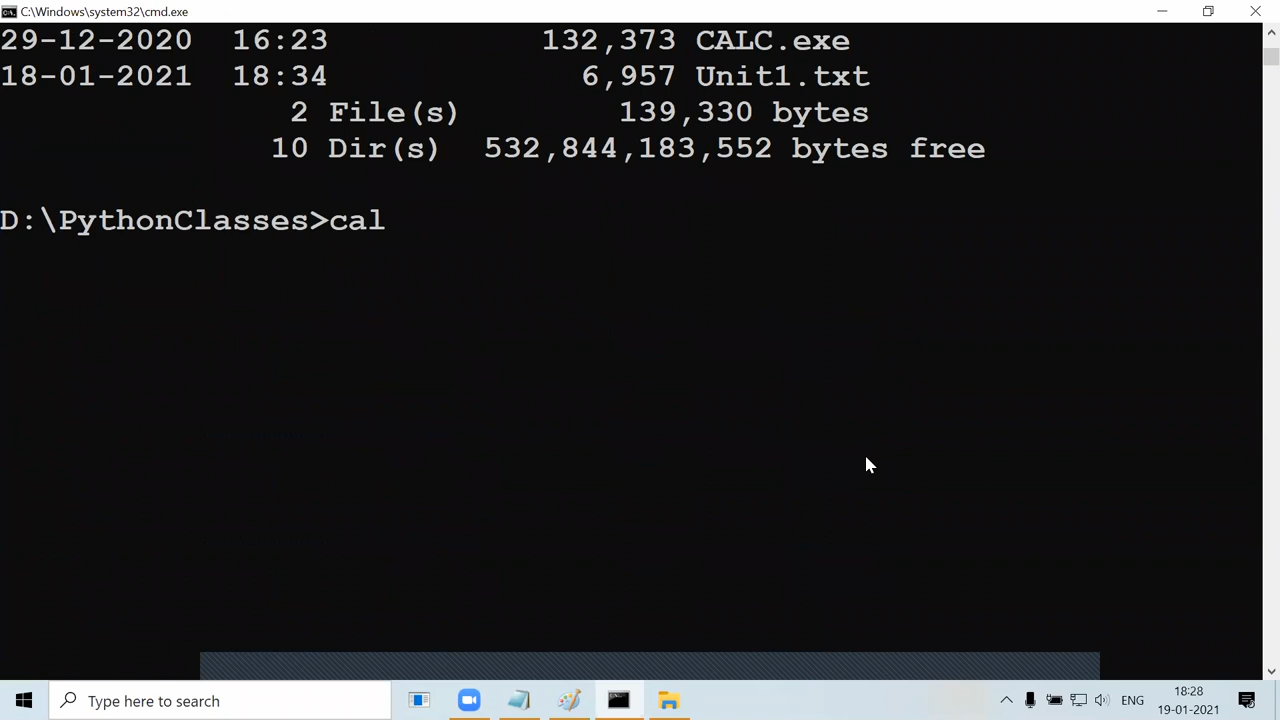 C:\Windows\system32\cmd.exe
29-12-2020 16:23 132,373 CALC.exe
18-01-2021 18:34 6,957 Unit1.txt
2 File(s) 139,330 bytes
10 Dir(s) 532,844,183,552 bytes free
D:\PythonClasses>cal
Type here to search
ENG
18:28
19-01-2021